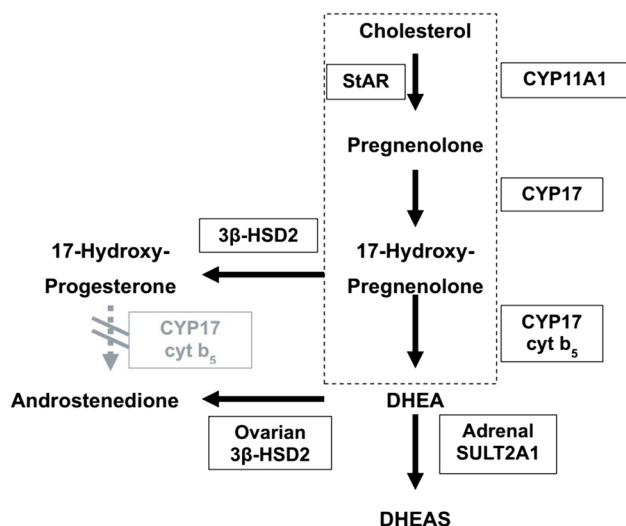 Cholesterol
StAR
CYP11A1
Pregnenolone
CYP17
3β-HSD2
17-Hydroxy-
Progesterone
17-Hydroxy-
Pregnenolone
CYP17
cyt b₅
CYP17
cyt b₅
Androstenedione
DHEA
Ovarian
3β-HSD2
Adrenal
SULT2A1
DHEAS